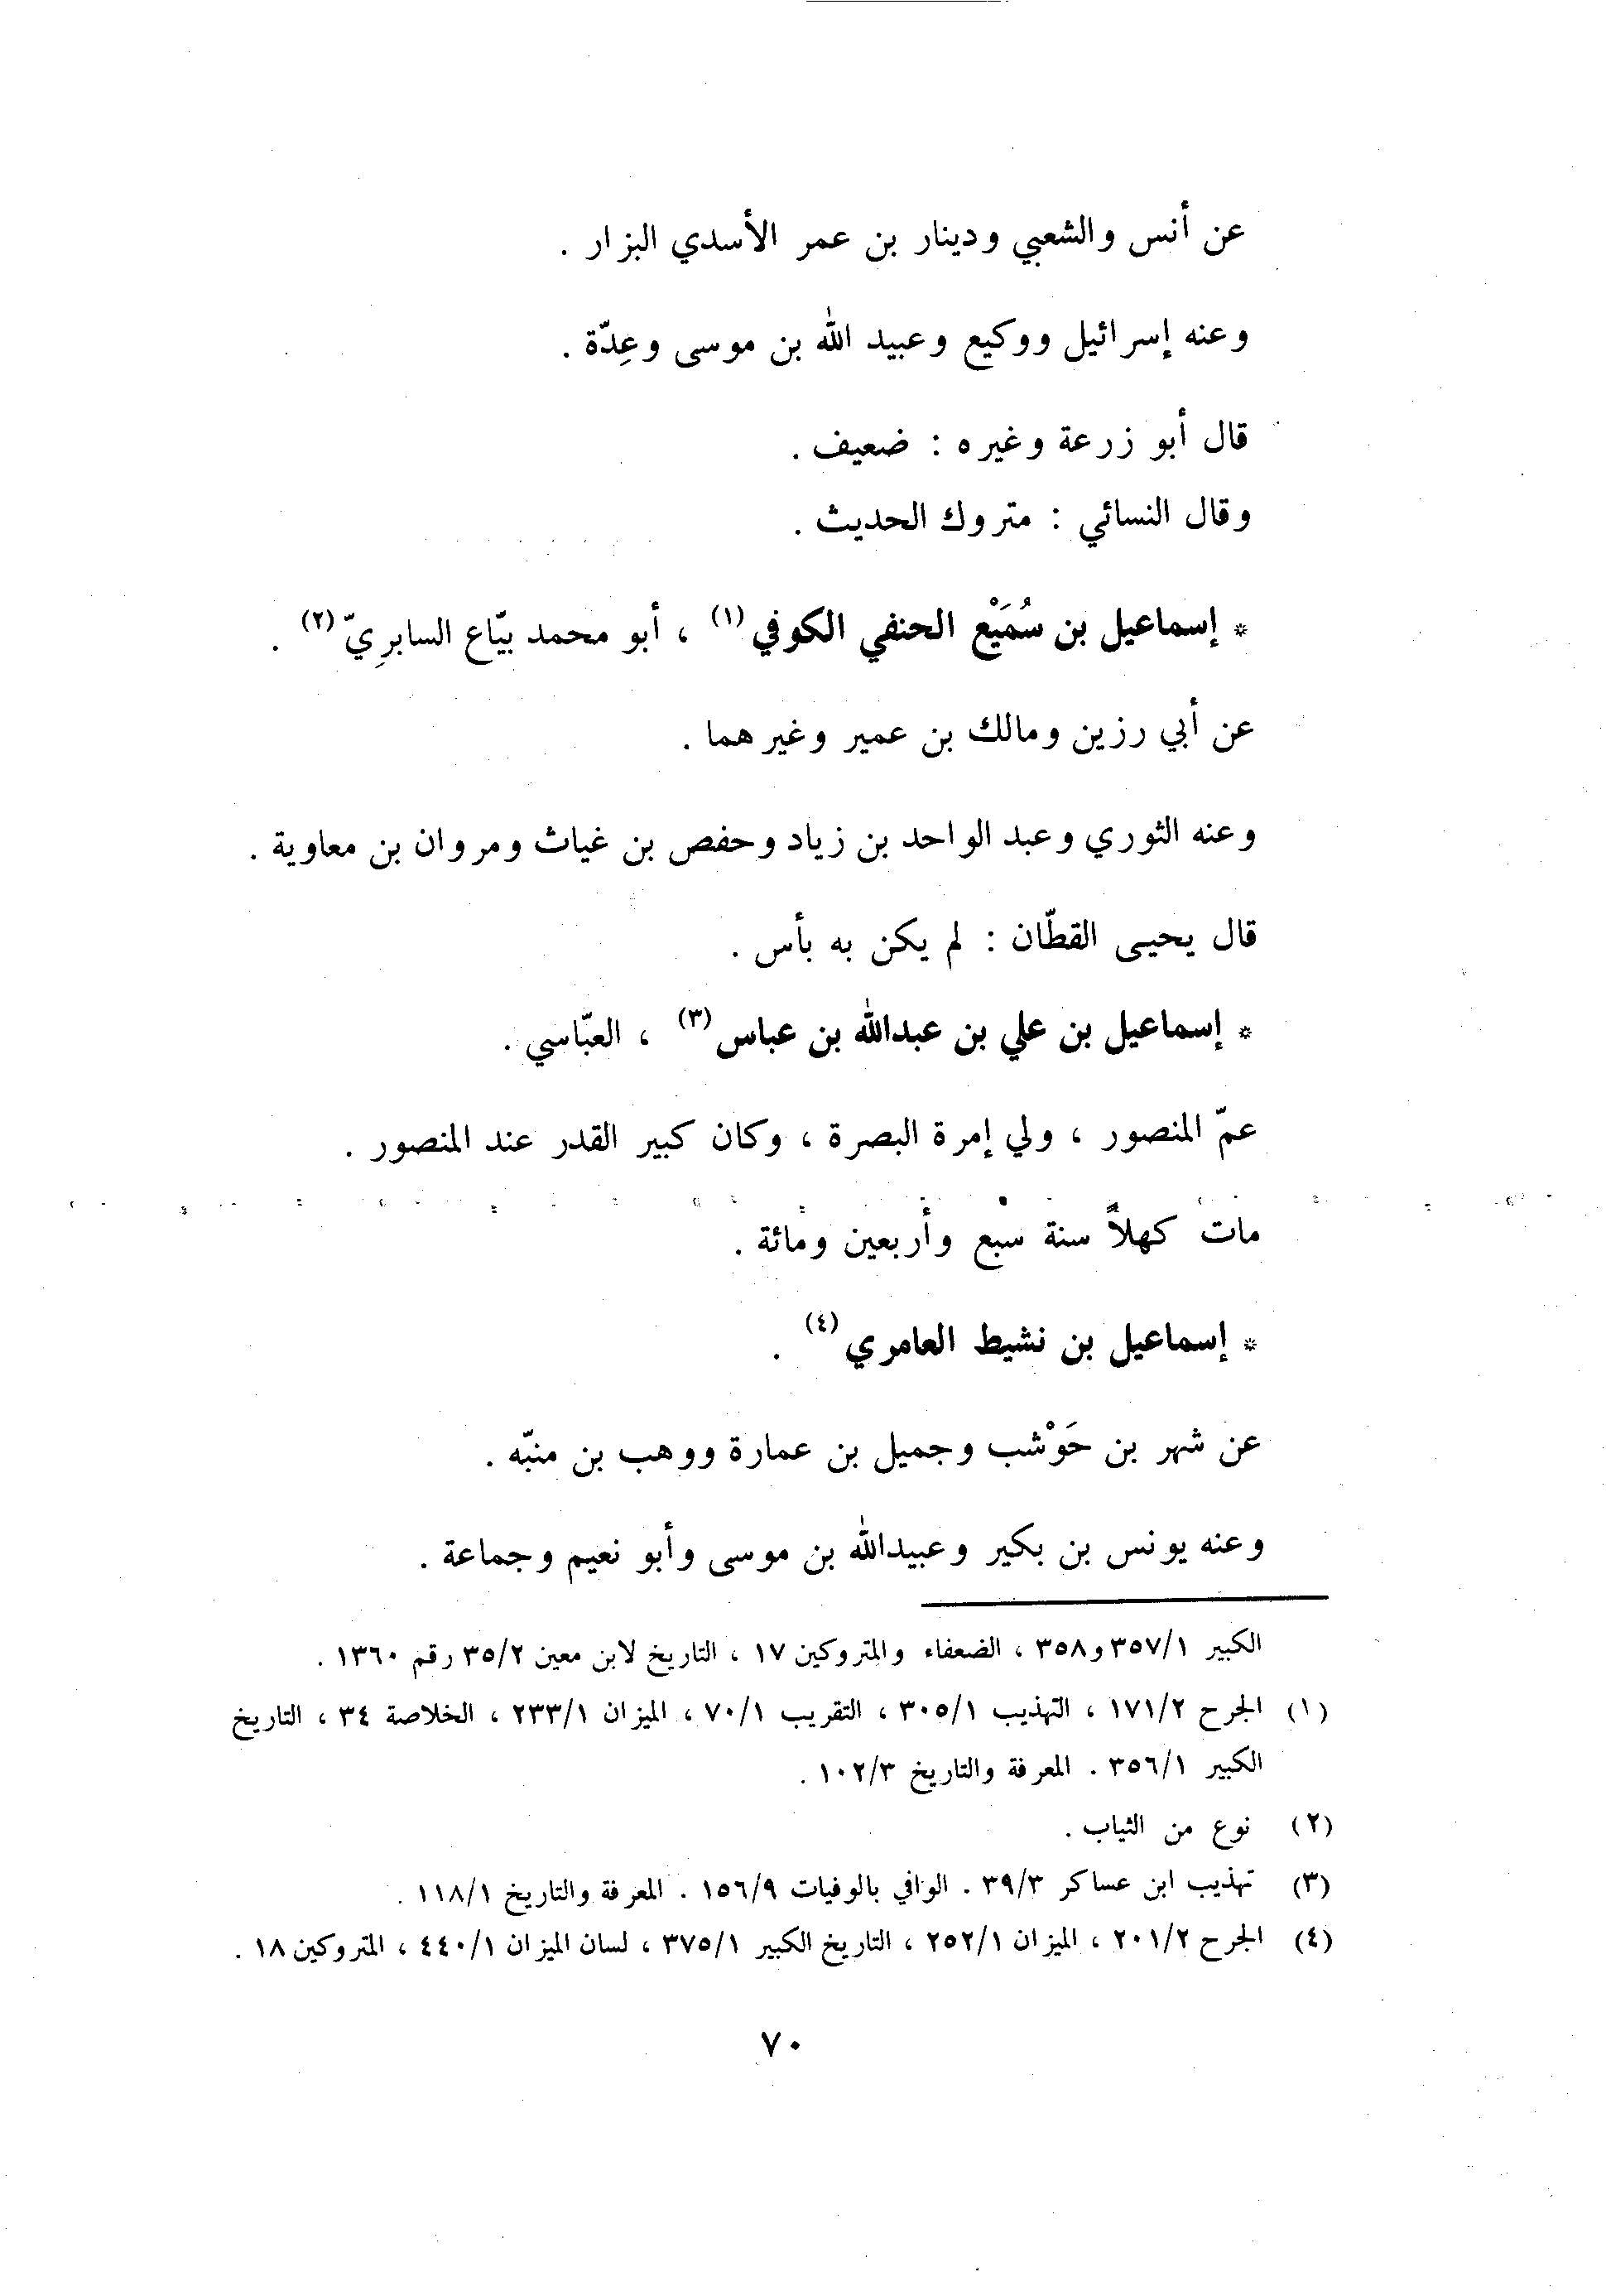 عن أنس والشعبي ودينار بن عمر الأسدي البزار .
وعنه إسرائيل ووكيع وعبيد الله بن موسى وعِدّة .
قال أبو زرعة وغيره : ضعيف .
وقال النسائي : متروك الحديث .
* إسماعيل بن سُمَيْع الحنفي الكوفي (١) ، أبو محمد بيّاع السابرِيّ (٢) .
عن أبي رزين ومالك بن عمير وغيرهما .
وعنه الثوري وعبد الواحد بن زياد وحفص بن غياث ومروان بن معاوية .
قال يحيى القطّان : لم يكن به بأس .
* إسماعيل بن علي بن عبدالله بن عباس (٣) ، العبّاسي .
عمّ المنصور ، ولي إمرة البصرة ، وكان كبير القدر عند المنصور .
مات كهلاً سنة سبع وأربعين ومائة .
* إسماعيل بن نشيط العامري (٤) .
عن شهر بن حَوْشب وجميل بن عمارة ووهب بن منبّه .
وعنه يونس بن بكير وعبيدالله بن موسى وأبو نعيم وجماعة .
الكبير ٣٥٧/١ و٣٥٨ ، الضعفاء والمتروكين ١٧ ، التاريخ لابن معين ٣٥/٢ رقم ١٣٦٠ .
(١) الجرح ١٧١/٢ ، التهذيب ٣٠٥/١ ، التقريب ٧٠/١ ، الميزان ٢٣٣/١ ، الخلاصة ٣٤ ، التاريخ
الكبير ٣٥٦/١ . المعرفة والتاريخ ١٠٢/٣ .
(٢) نوع من الثياب .
(٣) تهذيب ابن عساكر ٣٩/٣ . الوافي بالوفيات ١٥٦/٩ . المعرفة والتاريخ ١١٨/١ .
(٤) الجرح ٢٠١/٢ ، الميزان ٢٥٢/١ ، التاريخ الكبير ٣٧٥/١ ، لسان الميزان ٤٤٠/١ ، المتروكين ١٨ .
٧٠